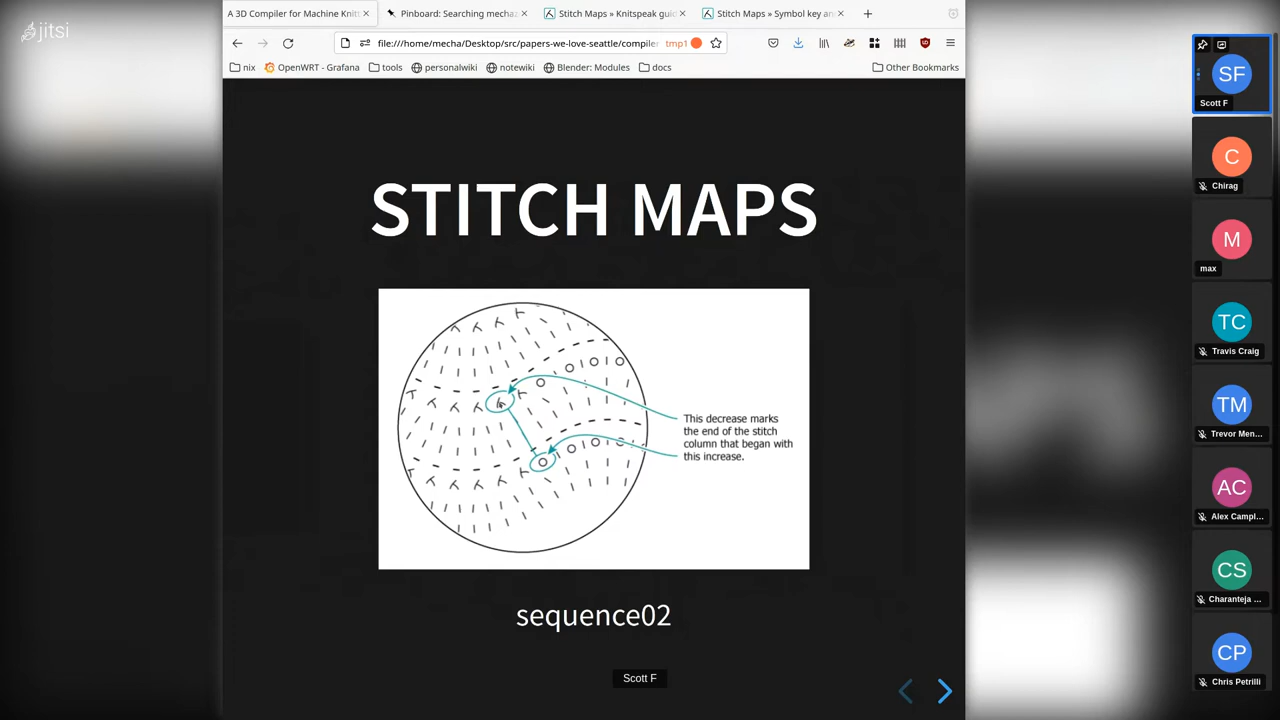 jitsi
A 3D Compiler for Machine Knitt
Pinboard: Searching mecha
Stitch Maps » Knitspeak guid
Stitch Maps » Symbol key an
file:///home/mecha/Desktop/src/papers-we-love-seattle/compiler
tmp1
nix
OpenWRT - Grafana
tools
personalwiki
notewiki
Blender: Modules
docs
Other Bookmarks
STITCH MAPS
This decrease marks
the end of the stitch
column that began with
this increase.
sequence02
Scott F
SF
Scott F
C
Chirag
M
max
TC
Travis Craig
TM
Trevor Men...
AC
Alex Campl...
CS
Charanteja ...
CP
Chris Petrilli